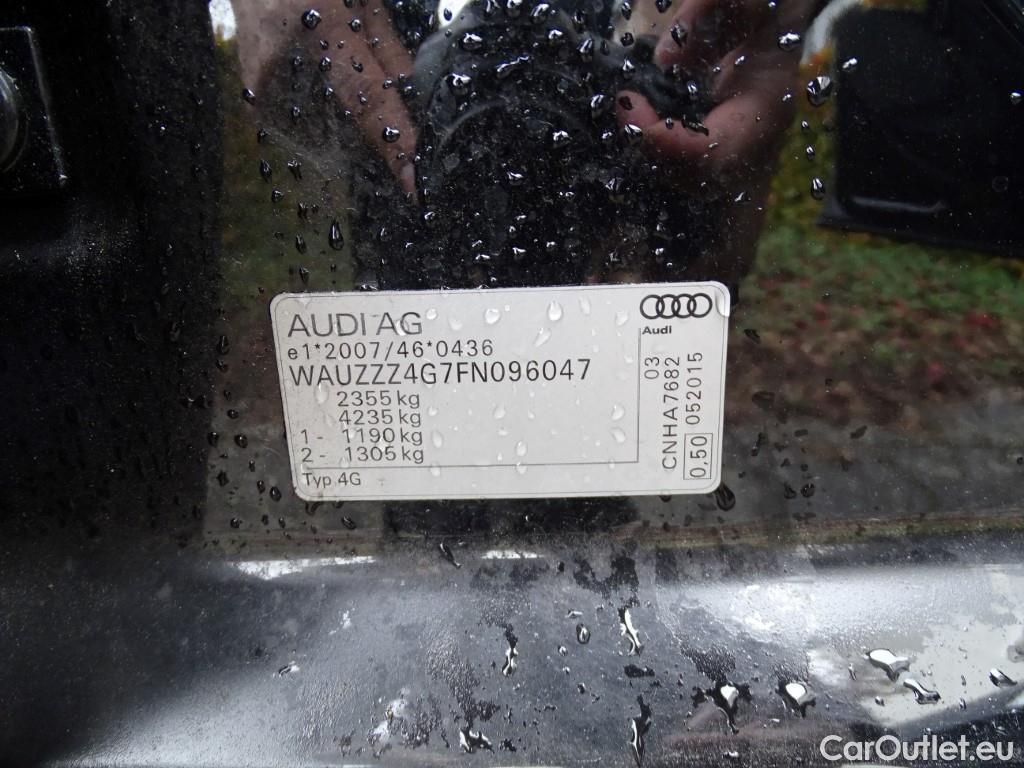 AUDI AG
e1*2007/46*0436
WAUZZZ4G7FN096047
2355 kg
4235 kg
1 - 1190 kg
2 - 1305 kg
Typ 4G
Audi
CNHA7682 03
0,50 052015
CarOutlet.eu